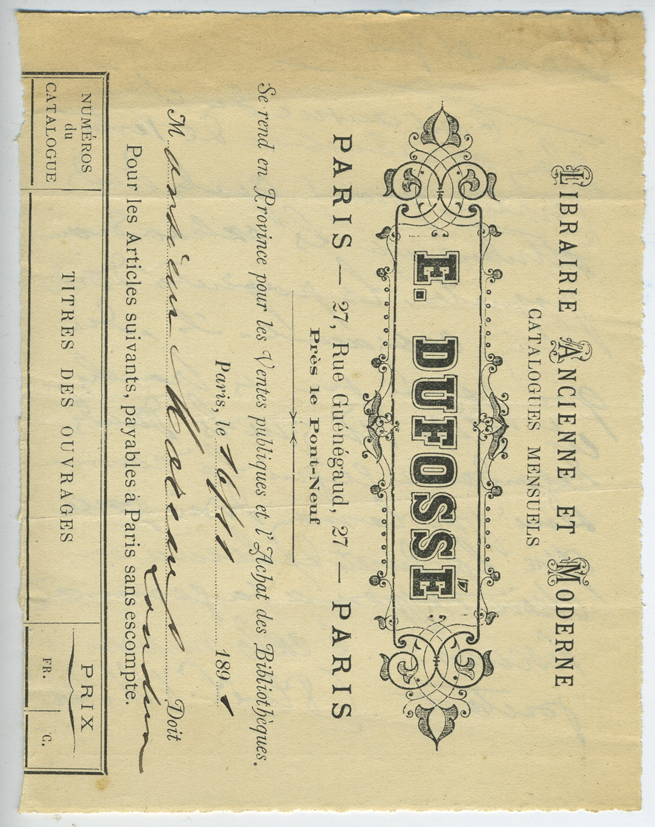 LIBRAIRIE ANCIENNE ET MODERNE
CATALOGUES MENSUELS
E. DUFOSSÉ
PARIS — 27, Rue Guénégaud, 27 — PARIS
Près le Pont-Neuf
Se rend en Province pour les Ventes publiques et l'Achat des Bibliothèques.
Paris, le 16/11 189
Monsieur Doit
Londres
Pour les Articles suivants, payables à Paris sans escompte.
NUMÉROS du CATALOGUE
TITRES DES OUVRAGES
PRIX
FR. C.